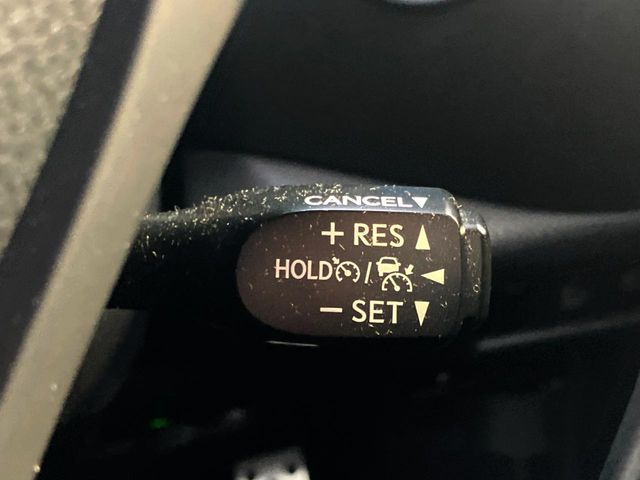 CANCEL▼
+ RES ▲
HOLD / ◀
− SET ▼